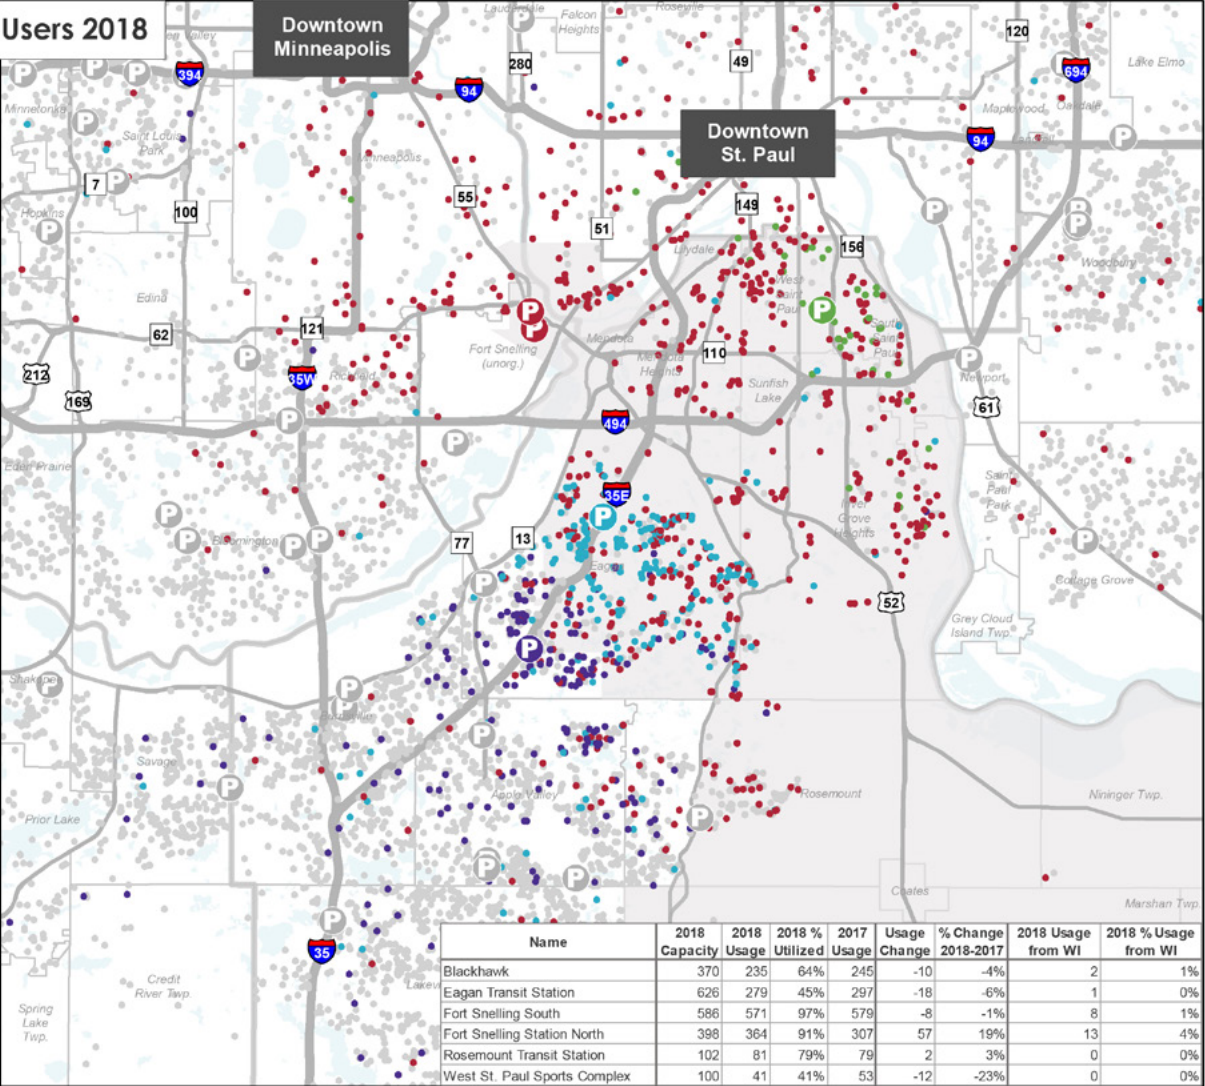 Users 2018
Downtown
Minneapolis
Lauderdale
Falcon
Heights
Roseville
120
49
280
394
94
694
Lake Elmo
Minnetonka
Maplewood
Oakdale
Saint Louis
Park
Downtown
St. Paul
94
Minneapolis
7
55
149
100
Hopkins
51
156
Lilydale
Woodbury
West
Saint
Paul
Edina
P
P
South
Saint
Paul
62
121
Fort Snelling
(unorg.)
Mendota
Mendota
Heights
110
212
35W
Richfield
Sunfish
Lake
Newport
169
61
494
Eden Prairie
35E
Saint
Paul
Park
P
Inver
Grove
Heights
Bloomington
77
13
Eagan
Cottage Grove
52
Grey Cloud
Island Twp.
P
Shakopee
Burnsville
Savage
Apple Valley
Rosemount
Nininger Twp.
Prior Lake
Coates
Marshan Twp.
35
Credit
River Twp.
Spring
Lake
Twp.
Name 2018 Capacity 2018 Usage 2018 % Utilized 2017 Usage Usage Change % Change 2018-2017 2018 Usage from WI 2018 % Usage from WI
Blackhawk 370 235 64% 245 -10 -4% 2 1%
Eagan Transit Station 626 279 45% 297 -18 -6% 1 0%
Fort Snelling South 586 571 97% 579 -8 -1% 8 1%
Fort Snelling Station North 398 364 91% 307 57 19% 13 4%
Rosemount Transit Station 102 81 79% 79 2 3% 0 0%
West St. Paul Sports Complex 100 41 41% 53 -12 -23% 0 0%